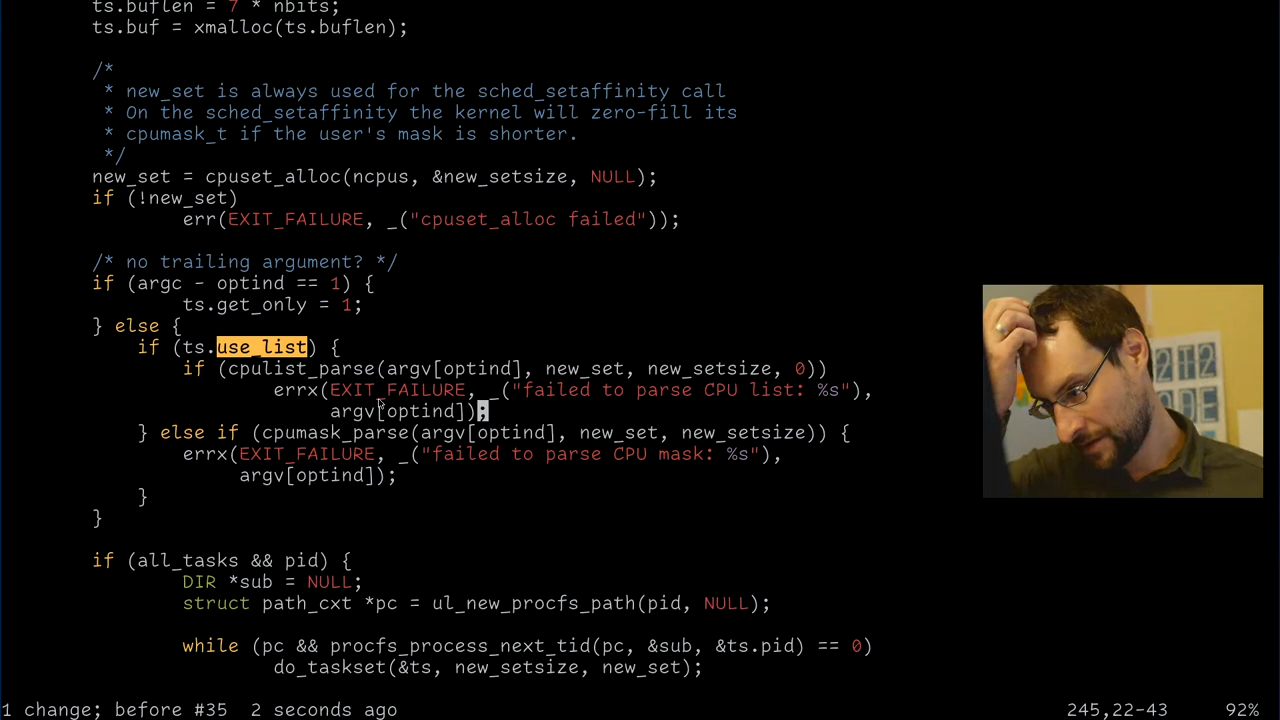 ts.buflen = 7 * nbits;
ts.buf = xmalloc(ts.buflen);
/*
* new_set is always used for the sched_setaffinity call
* On the sched_setaffinity the kernel will zero-fill its
* cpumask_t if the user's mask is shorter.
*/
new_set = cpuset_alloc(ncpus, &new_setsize, NULL);
if (!new_set)
err(EXIT_FAILURE, _("cpuset_alloc failed"));
/* no trailing argument? */
if (argc - optind == 1) {
ts.get_only = 1;
} else {
if (ts.use_list) {
if (cpulist_parse(argv[optind], new_set, new_setsize, 0))
errx(EXIT_FAILURE, _("failed to parse CPU list: %s"),
argv[optind]);
} else if (cpumask_parse(argv[optind], new_set, new_setsize)) {
errx(EXIT_FAILURE, _("failed to parse CPU mask: %s"),
argv[optind]);
}
}
if (all_tasks && pid) {
DIR *sub = NULL;
struct path_cxt *pc = ul_new_procfs_path(pid, NULL);
while (pc && procfs_process_next_tid(pc, &sub, &ts.pid) == 0)
do_taskset(&ts, new_setsize, new_set);
1 change; before #35 2 seconds ago 245,22-43 92%